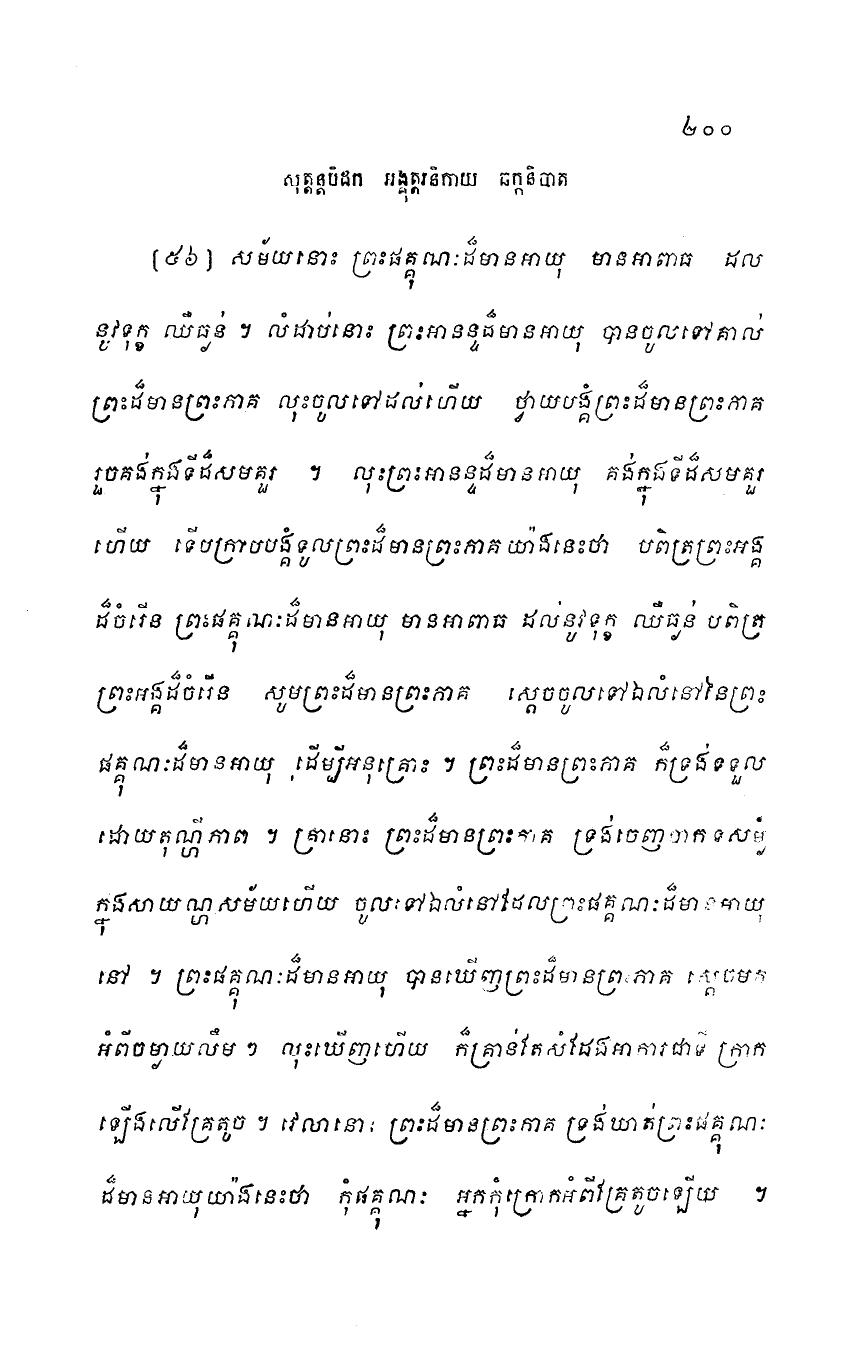 ២០០
សុត្តន្តបិដក អង្គុត្តរនិកាយ ឆក្កនិបាត
[៥៦] សម័យនោះ ព្រះផគ្គុណៈដ៏មានអាយុ មានអាពាធ ដល
នូវទុក្ខ ឈឺធ្ងន់ ។ លំដាប់នោះ ព្រះអានន្ទដ៏មានអាយុ បានចូលទៅគាល់
ព្រះដ៏មានព្រះភាគ លុះចូលទៅដល់ហើយ ថ្វាយបង្គំព្រះដ៏មានព្រះភាគ
រួចគង់ក្នុងទីដ៏សមគួរ ។ លុះព្រះអានន្ទដ៏មានអាយុ គង់ក្នុងទីដ៏សមគួរ
ហើយ ទើបក្រាបបង្គំទូលព្រះដ៏មានព្រះភាគយ៉ាងនេះថា បពិត្រព្រះអង្គ
ដ៏ចំរើន ព្រះផគ្គុណៈដ៏មានអាយុ មានអាពាធ ដល់នូវទុក្ខ ឈឺធ្ងន់ បពិត្រ
ព្រះអង្គដ៏ចំរើន សូមព្រះដ៏មានព្រះភាគ ស្តេចចូលទៅឯលំនៅនៃព្រះ
ផគ្គុណៈដ៏មានអាយុ ដើម្បីអនុគ្រោះ ។ ព្រះដ៏មានព្រះភាគ ក៏ទ្រង់ទទួល
ដោយតុណ្ហីភាព ។ គ្រានោះ ព្រះដ៏មានព្រះភាគ ទ្រង់ចេញចាកទីសម្ងំ
ក្នុងសាយណ្ហសម័យហើយ ចូលទៅឯលំនៅដែលព្រះផគ្គុណៈដ៏មានអាយុ
នៅ ។ ព្រះផគ្គុណៈដ៏មានអាយុ បានឃើញព្រះដ៏មានព្រះភាគ ស្តេចមក
អំពីចម្ងាយលឹម ៗ លុះឃើញហើយ ក៏គ្រាន់តែសំដែងអាការជាទី ក្រោក
ឡើងលើគ្រែតូច ។ វេលានោះ ព្រះដ៏មានព្រះភាគ ទ្រង់ឃាត់ព្រះផគ្គុណៈ
ដ៏មានអាយុយ៉ាងនេះថា កុំផគ្គុណៈ អ្នកកុំក្រោកអំពីគ្រែតូចឡើយ ។